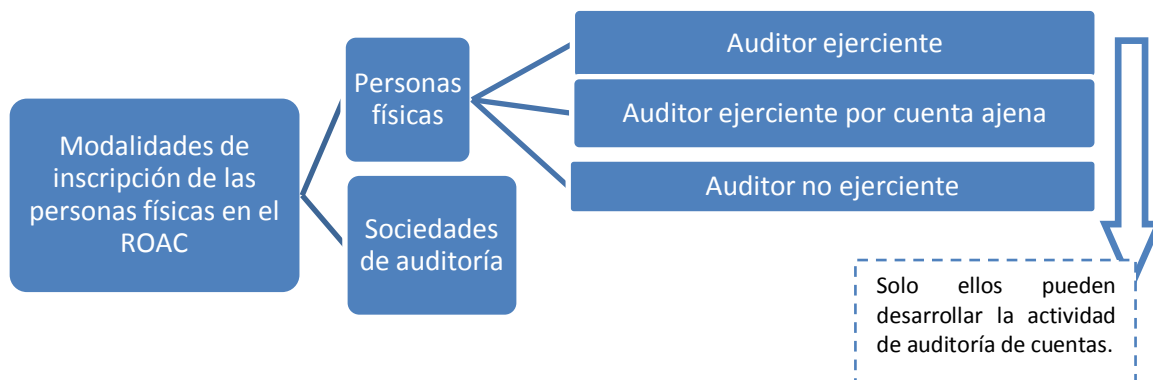 Modalidades de
inscripción de las
personas físicas en el
ROAC
Personas
físicas
Sociedades
de auditoría
Auditor ejerciente
Auditor ejerciente por cuenta ajena
Auditor no ejerciente
Solo ellos pueden
desarrollar la actividad
de auditoría de cuentas.